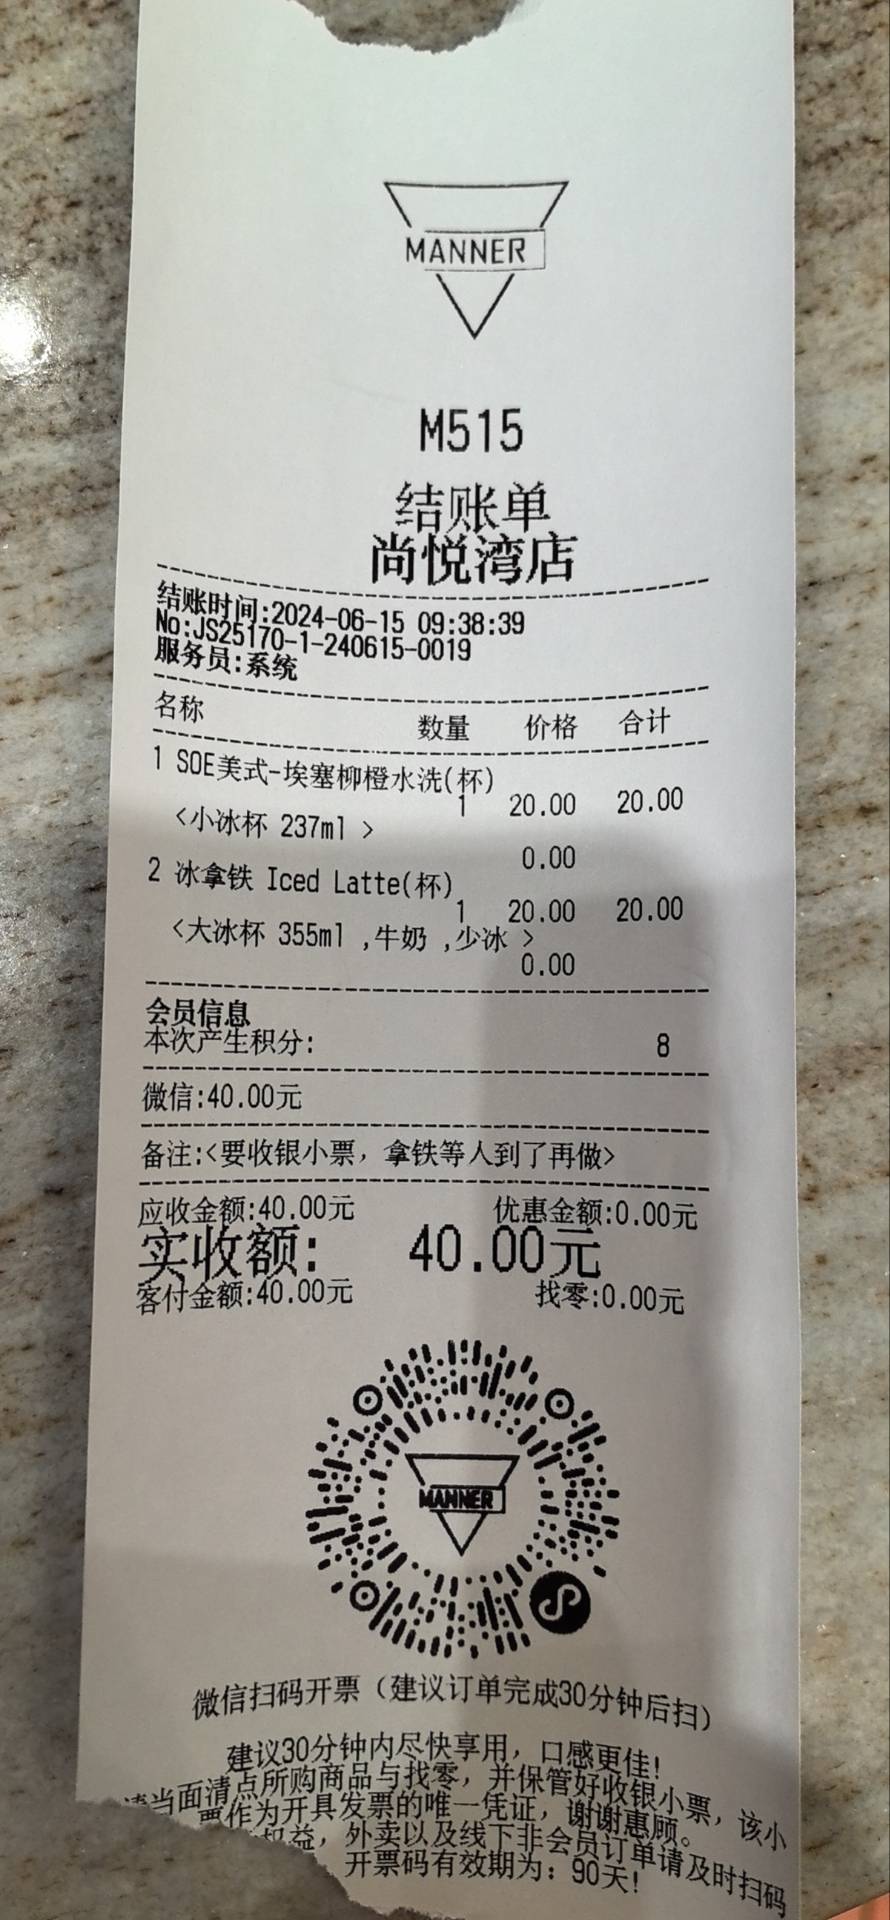 MANNER
M515
结账单
尚悦湾店
结账时间:2024-06-15 09:38:39
No:JS25170-1-240615-0019
服务员:系统
名称 数量 价格 合计
1 SOE美式-埃塞柳橙水洗(杯)
1 20.00 20.00
<小冰杯 237ml >
0.00
2 冰拿铁 Iced Latte(杯)
1 20.00 20.00
<大冰杯 355ml ,牛奶 ,少冰 >
0.00
会员信息
本次产生积分: 8
微信:40.00元
备注:<要收银小票，拿铁等人到了再做>
应收金额:40.00元 优惠金额:0.00元
实收额: 40.00元
客付金额:40.00元 找零:0.00元
MANNER
微信扫码开票（建议订单完成30分钟后扫）
建议30分钟内尽快享用，口感更佳!
请当面清点所购商品与找零，并保管好收银小票，该小
票作为开具发票的唯一凭证，谢谢惠顾。
权益，外卖以及线下非会员订单请及时扫码
开票码有效期为: 90天!